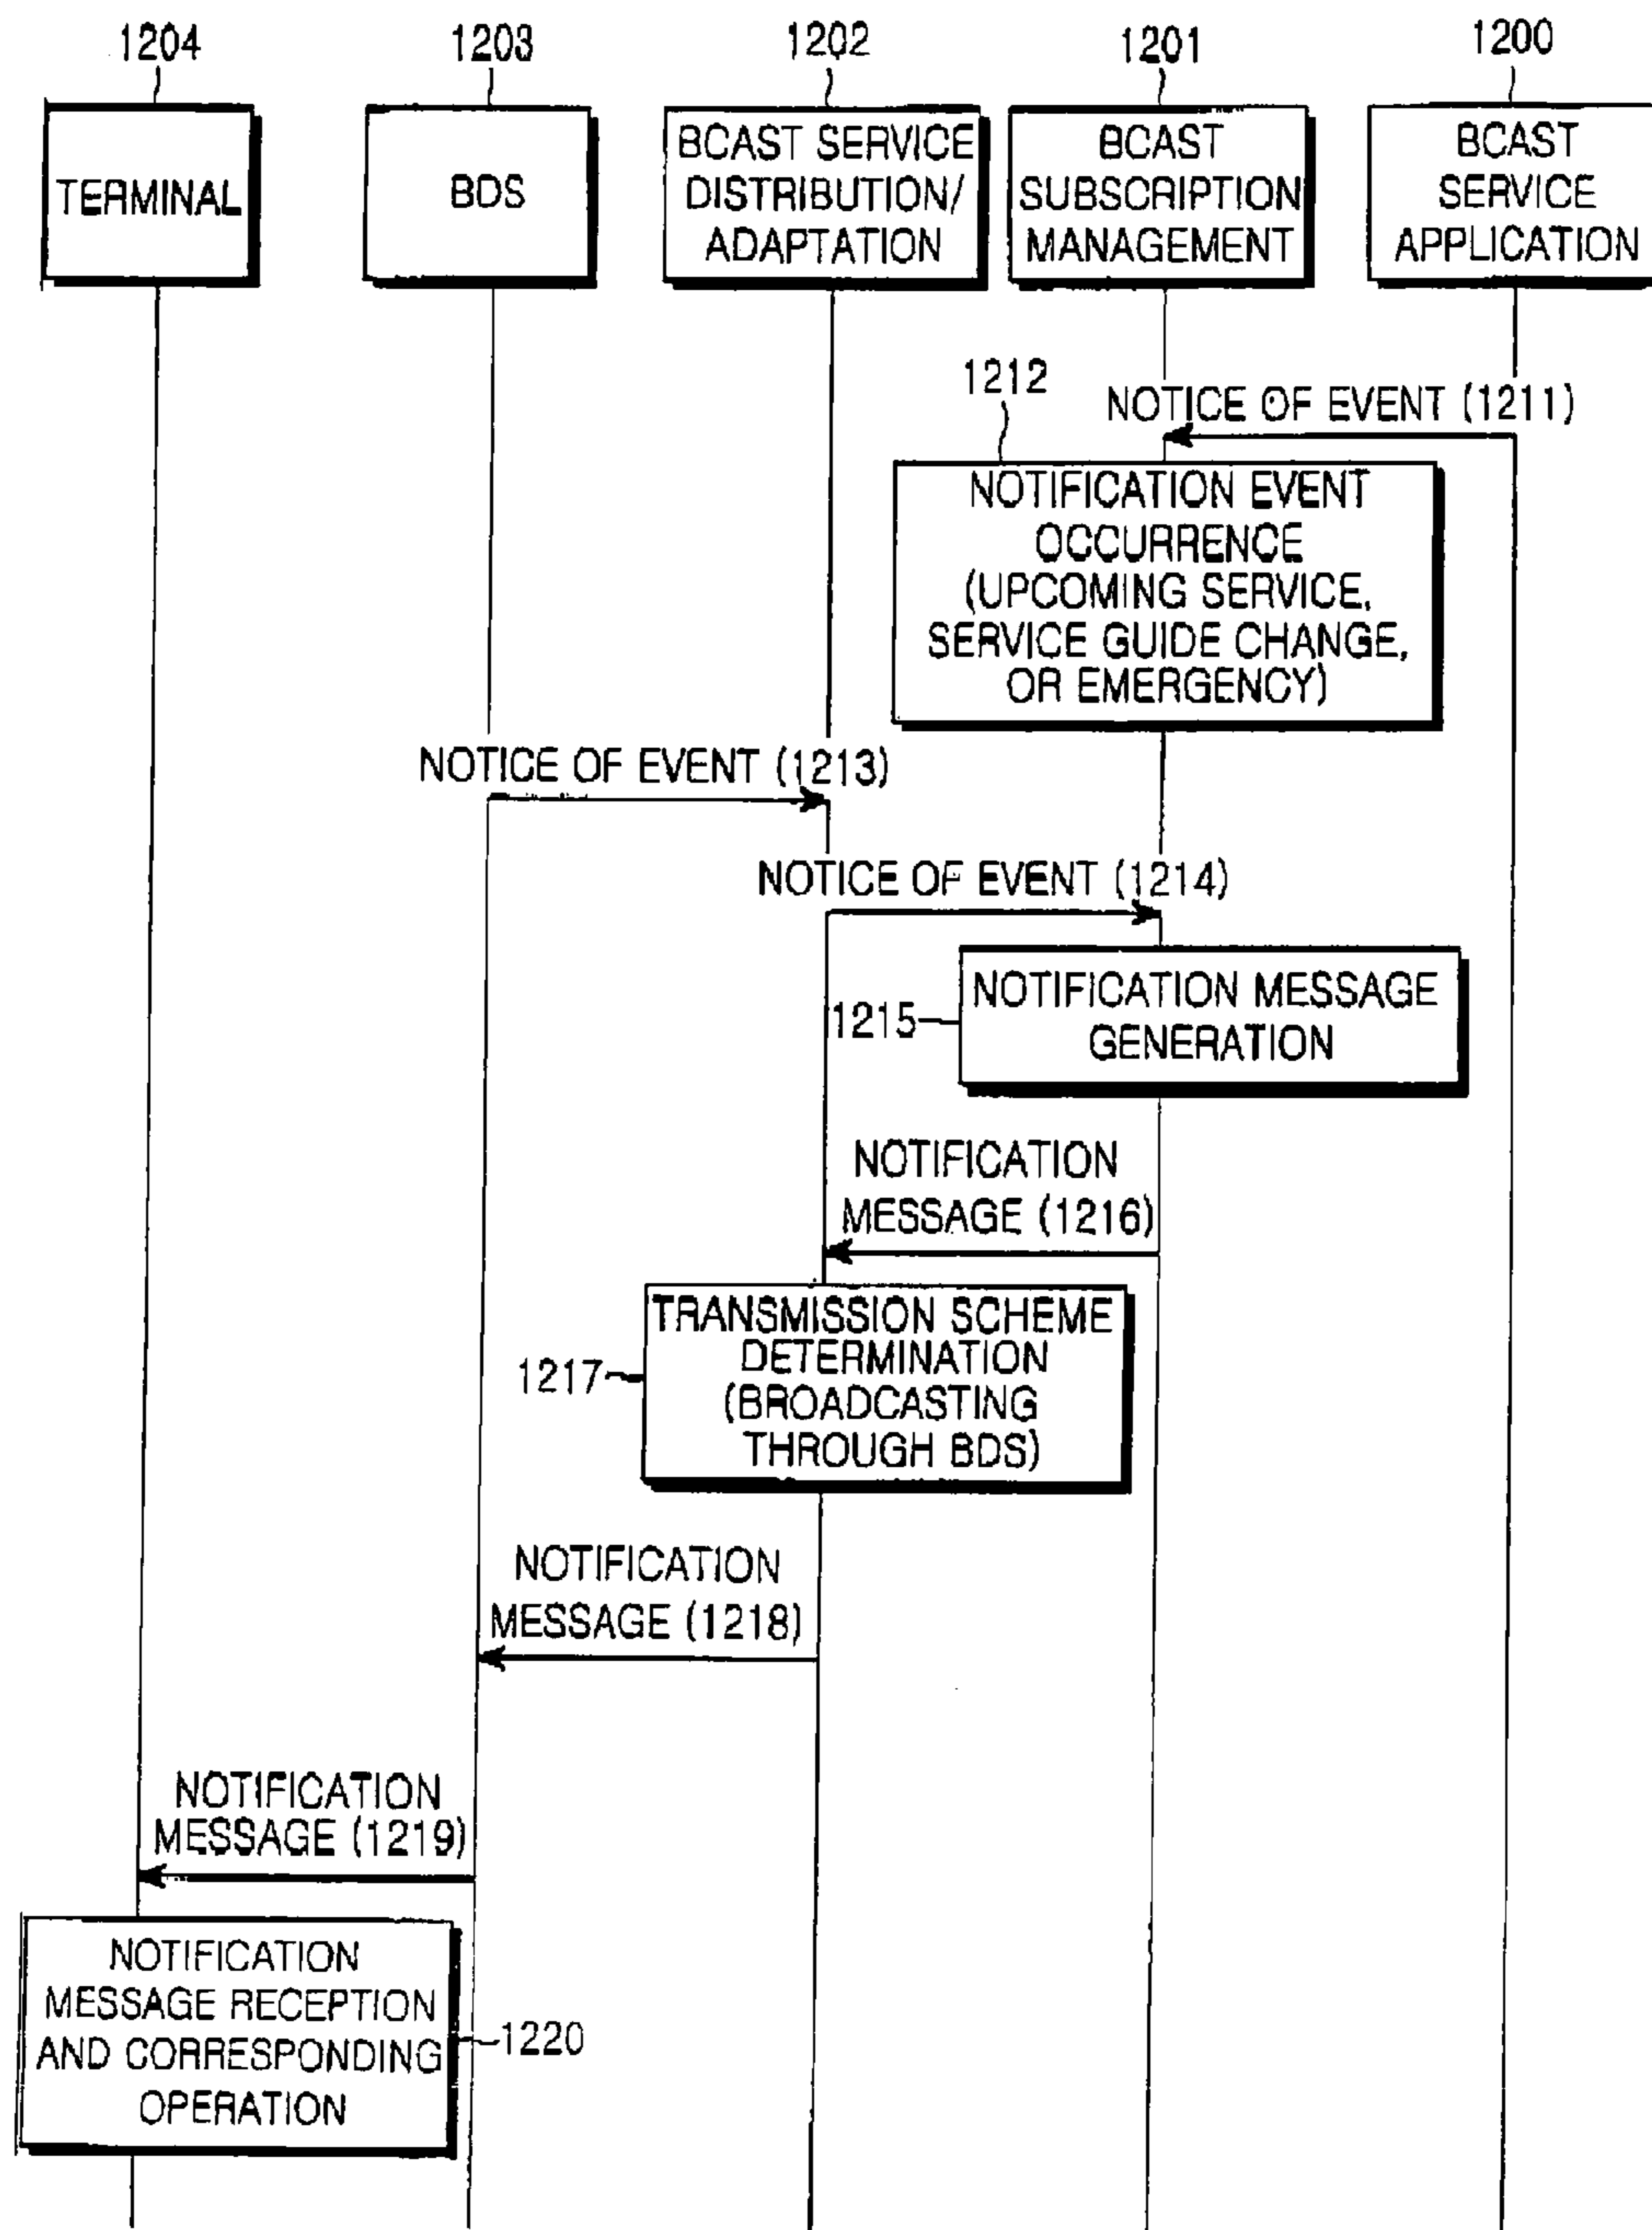 1204
1203
1202
1201
1200
TERMINAL
BDS
BCAST SERVICE
DISTRIBUTION/
ADAPTATION
BCAST
SUBSCRIPTION
MANAGEMENT
BCAST
SERVICE
APPLICATION
1212
NOTICE OF EVENT (1211)
NOTIFICATION EVENT
OCCURRENCE
(UPCOMING SERVICE,
SERVICE GUIDE CHANGE,
OR EMERGENCY)
NOTICE OF EVENT (1213)
NOTICE OF EVENT (1214)
1215
NOTIFICATION MESSAGE
GENERATION
NOTIFICATION
MESSAGE (1216)
1217
TRANSMISSION SCHEME
DETERMINATION
(BROADCASTING
THROUGH BDS)
NOTIFICATION
MESSAGE (1218)
NOTIFICATION
MESSAGE (1219)
NOTIFICATION
MESSAGE RECEPTION
AND CORRESPONDING
OPERATION
1220